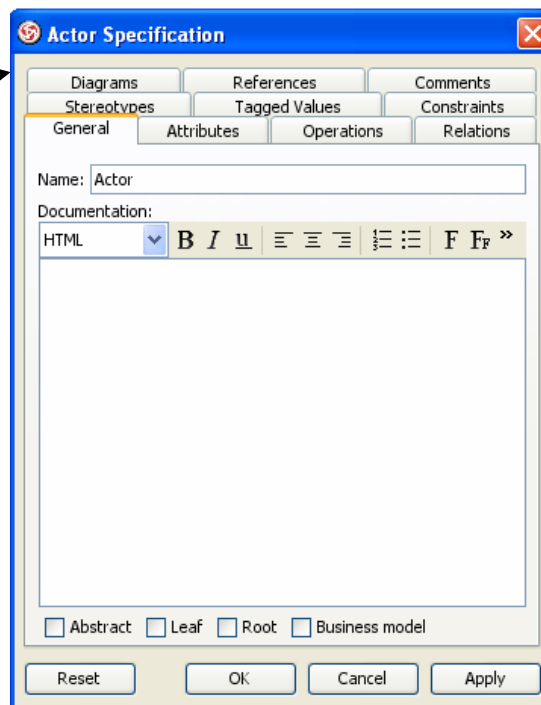 Actor Specification
Diagrams References Comments
Stereotypes Tagged Values Constraints
General Attributes Operations Relations
Name: Actor
Documentation:
HTML B I u F FF »
Abstract Leaf Root Business model
Reset OK Cancel Apply